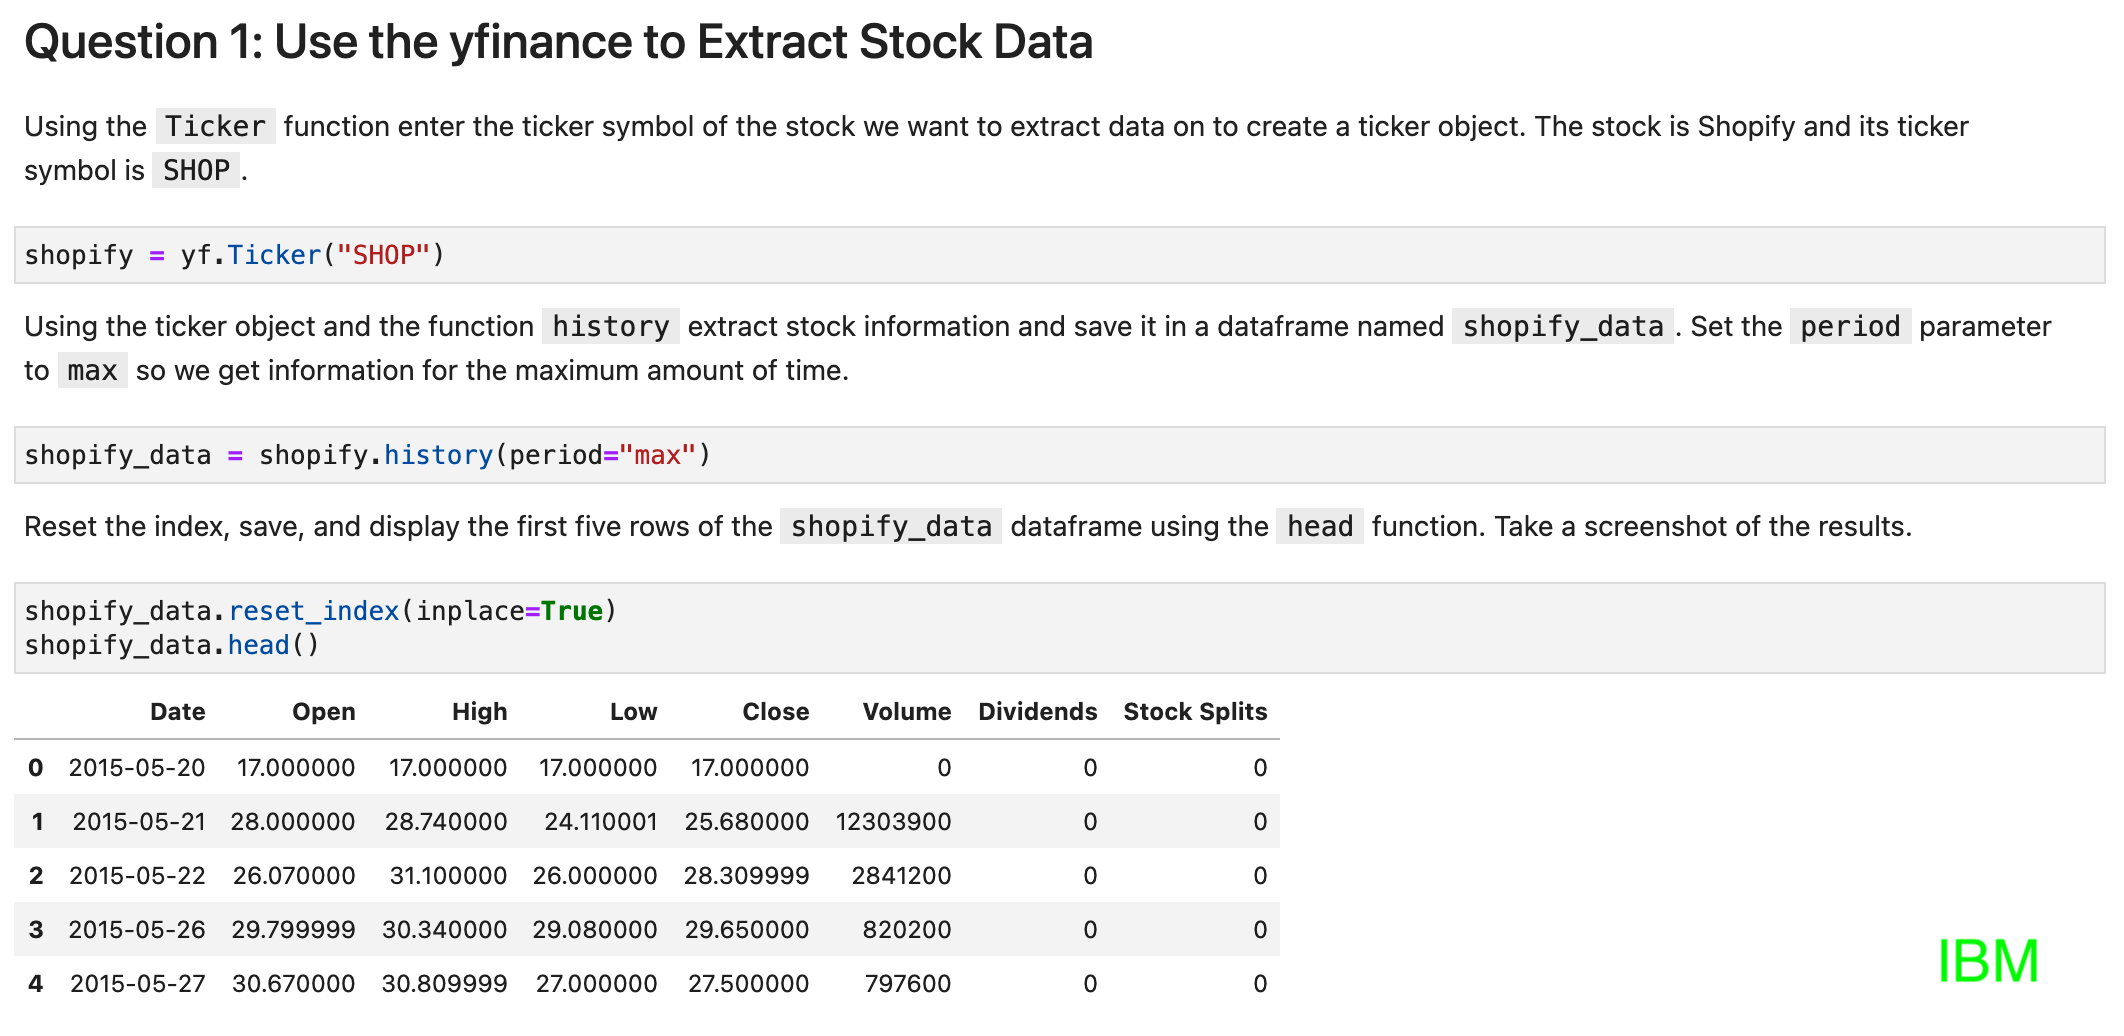 Question 1: Use the yfinance to Extract Stock Data
Using the Ticker function enter the ticker symbol of the stock we want to extract data on to create a ticker object. The stock is Shopify and its ticker
symbol is SHOP .
shopify = yf.Ticker("SHOP")
Using the ticker object and the function history extract stock information and save it in a dataframe named shopify_data . Set the period parameter
to max so we get information for the maximum amount of time.
shopify_data = shopify.history(period="max")
Reset the index, save, and display the first five rows of the shopify_data dataframe using the head function. Take a screenshot of the results.
shopify_data.reset_index(inplace=True)
shopify_data.head()
Date Open High Low Close Volume Dividends Stock Splits
0 2015-05-20 17.000000 17.000000 17.000000 17.000000 0 0 0
1 2015-05-21 28.000000 28.740000 24.110001 25.680000 12303900 0 0
2 2015-05-22 26.070000 31.100000 26.000000 28.309999 2841200 0 0
3 2015-05-26 29.799999 30.340000 29.080000 29.650000 820200 0 0
4 2015-05-27 30.670000 30.809999 27.000000 27.500000 797600 0 0
IBM